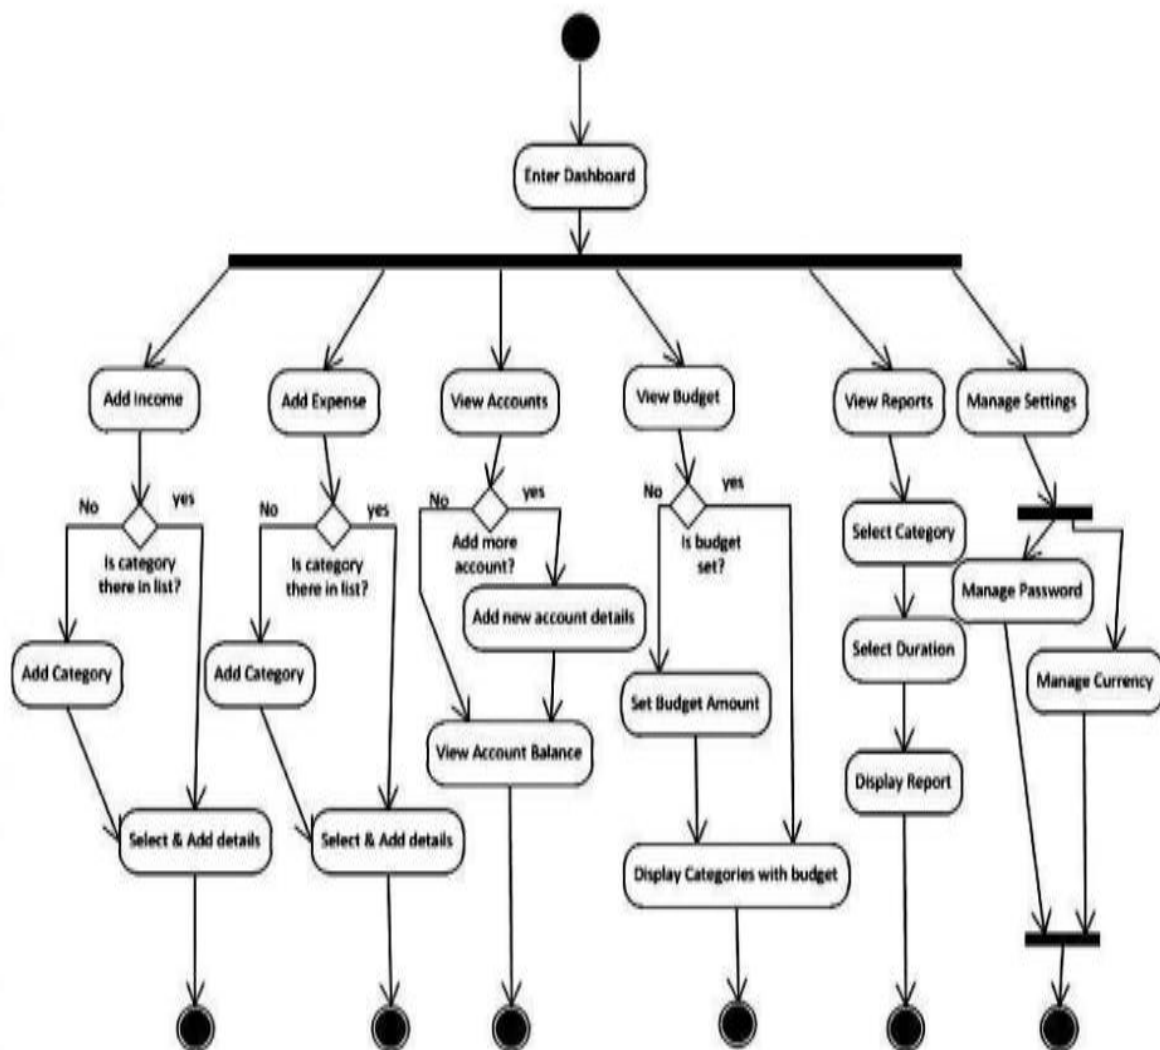 Enter Dashboard
Add Income
Add Expense
View Accounts
View Budget
View Reports
Manage Settings
No
yes
Is category
there in list?
No
yes
Is category
there in list?
No
yes
Add more
account?
No
yes
Is budget
set?
Select Category
Manage Password
Add new account details
Select Duration
Add Category
Add Category
Manage Currency
Set Budget Amount
View Account Balance
Display Report
Select & Add details
Select & Add details
Display Categories with budget